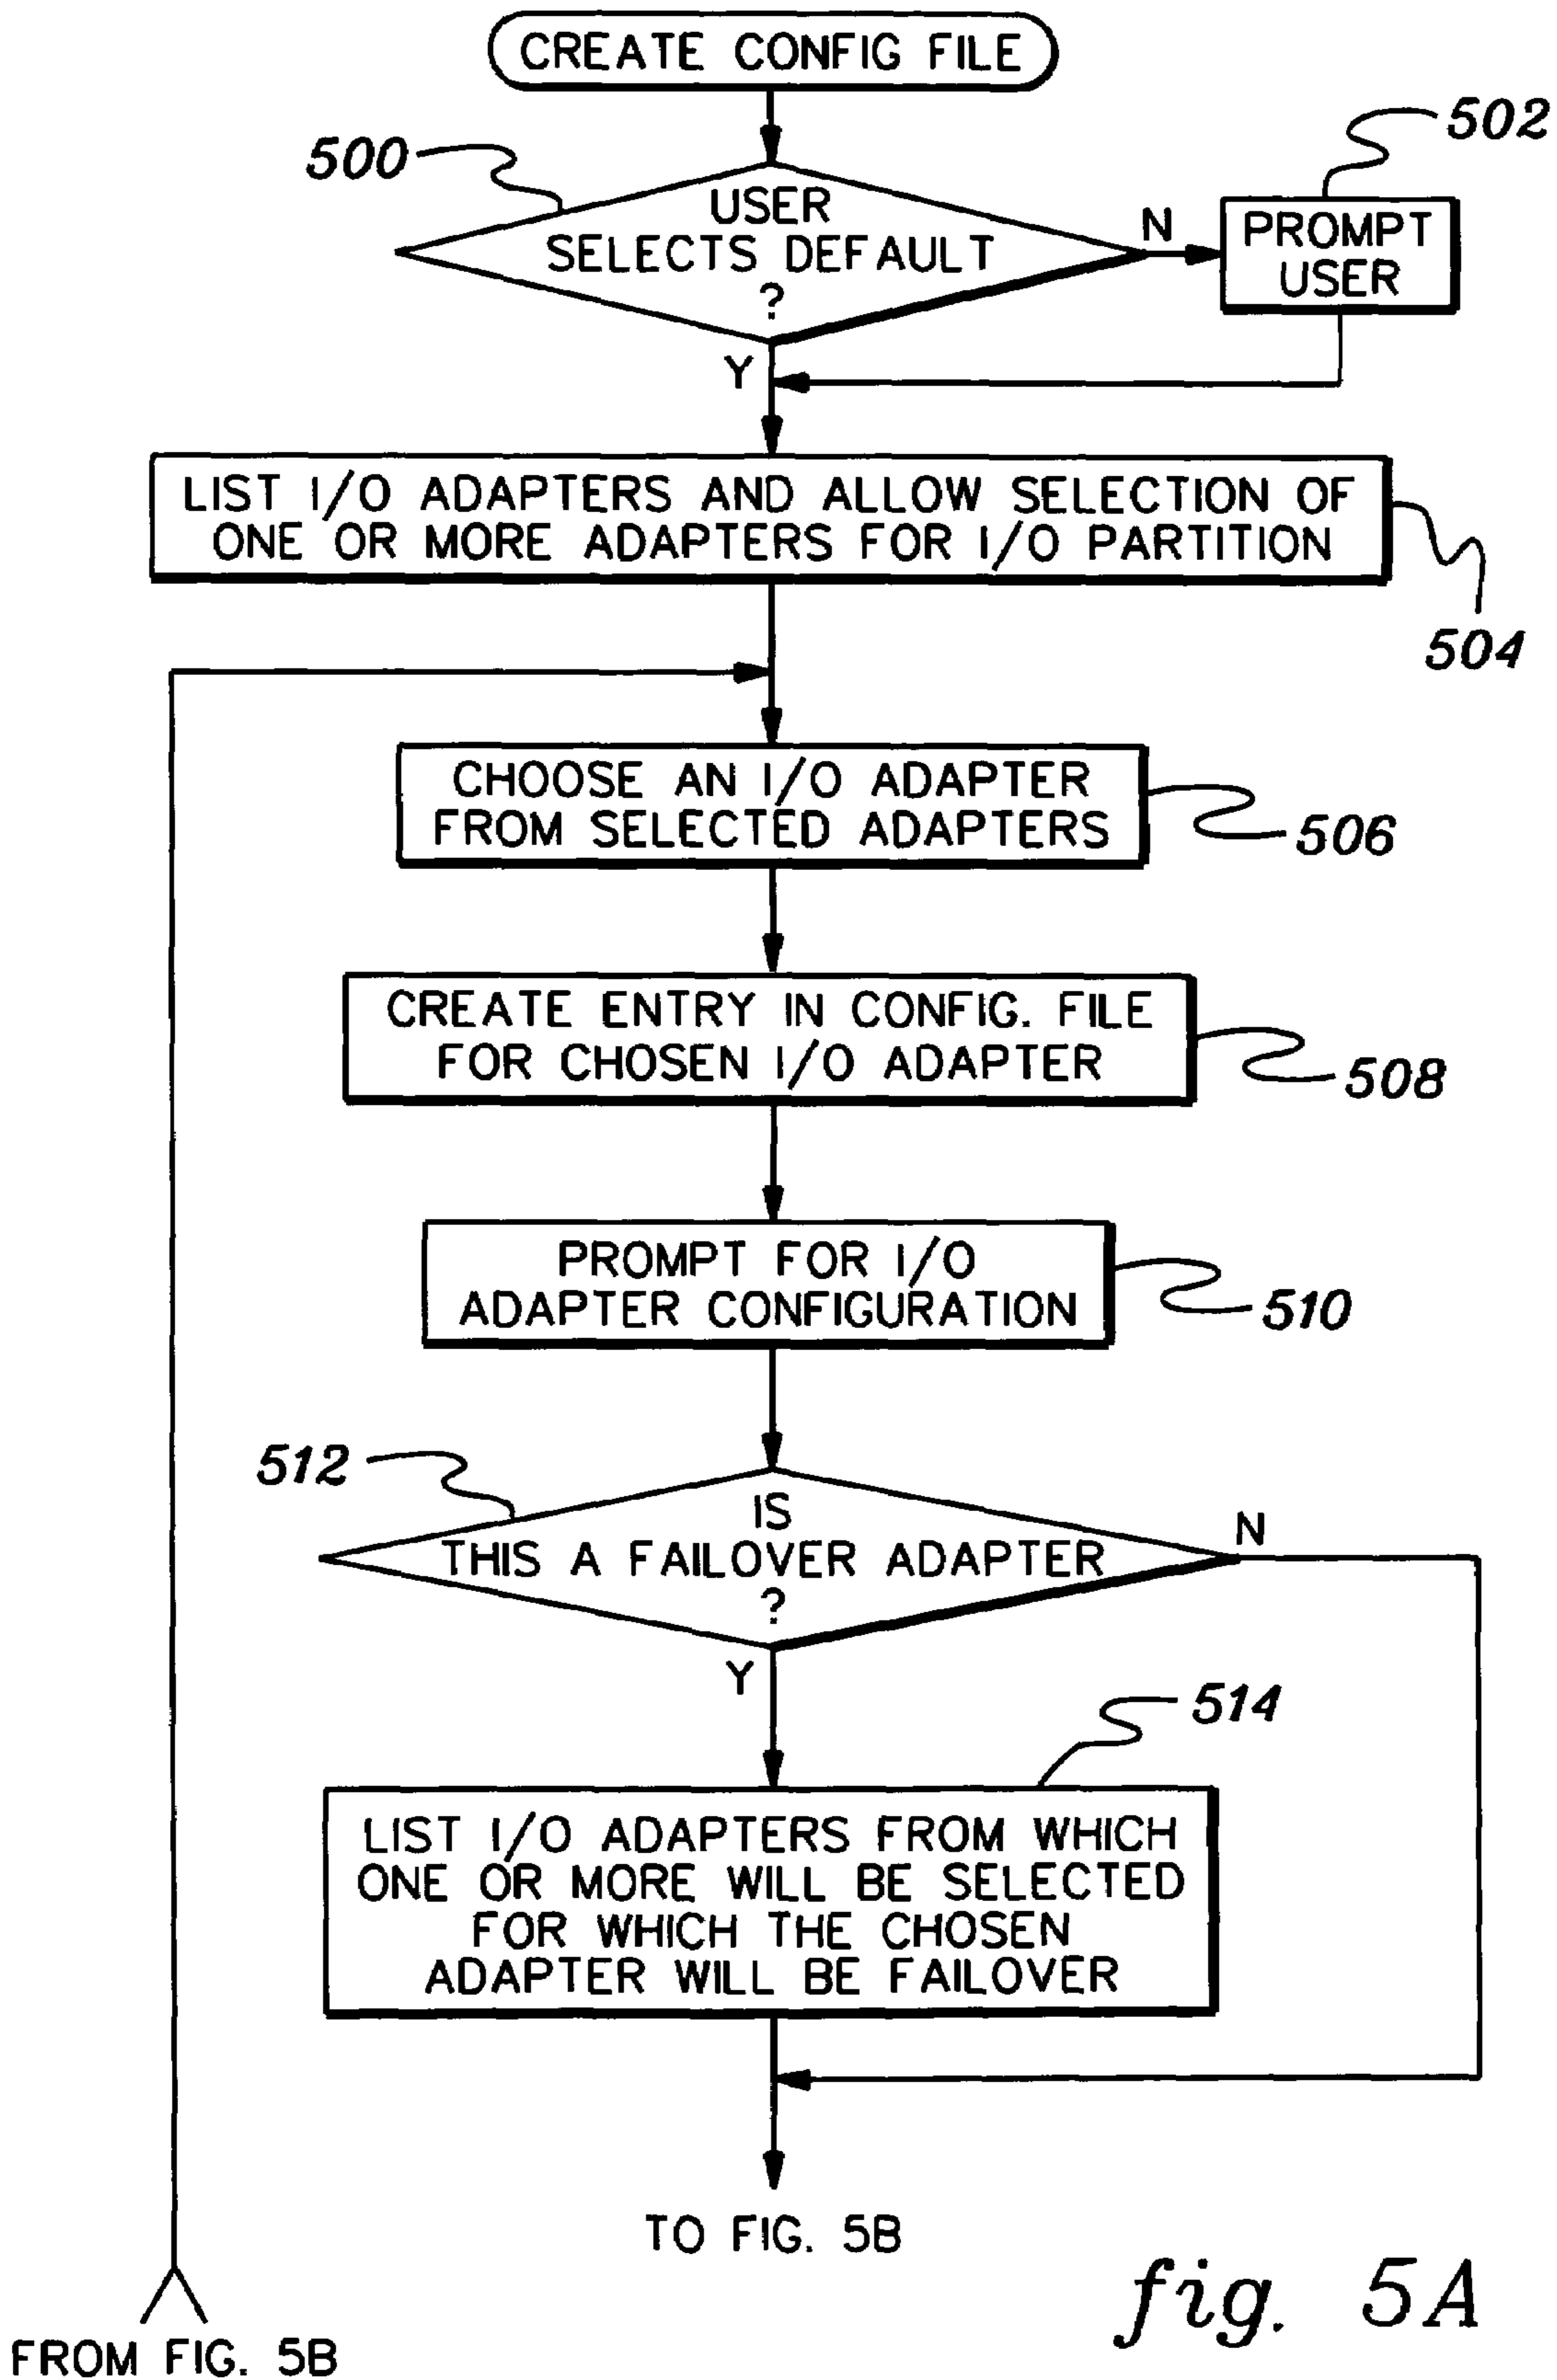 CREATE CONFIG FILE
500
502
USER
SELECTS DEFAULT
?
N
PROMPT
USER
Y
LIST I/O ADAPTERS AND ALLOW SELECTION OF
ONE OR MORE ADAPTERS FOR I/O PARTITION
504
CHOOSE AN I/O ADAPTER
FROM SELECTED ADAPTERS
506
CREATE ENTRY IN CONFIG. FILE
FOR CHOSEN I/O ADAPTER
508
PROMPT FOR I/O
ADAPTER CONFIGURATION
510
512
IS
THIS A FAILOVER ADAPTER
?
N
Y
514
LIST I/O ADAPTERS FROM WHICH
ONE OR MORE WILL BE SELECTED
FOR WHICH THE CHOSEN
ADAPTER WILL BE FAILOVER
TO FIG. 5B
fig. 5A
FROM FIG. 5B